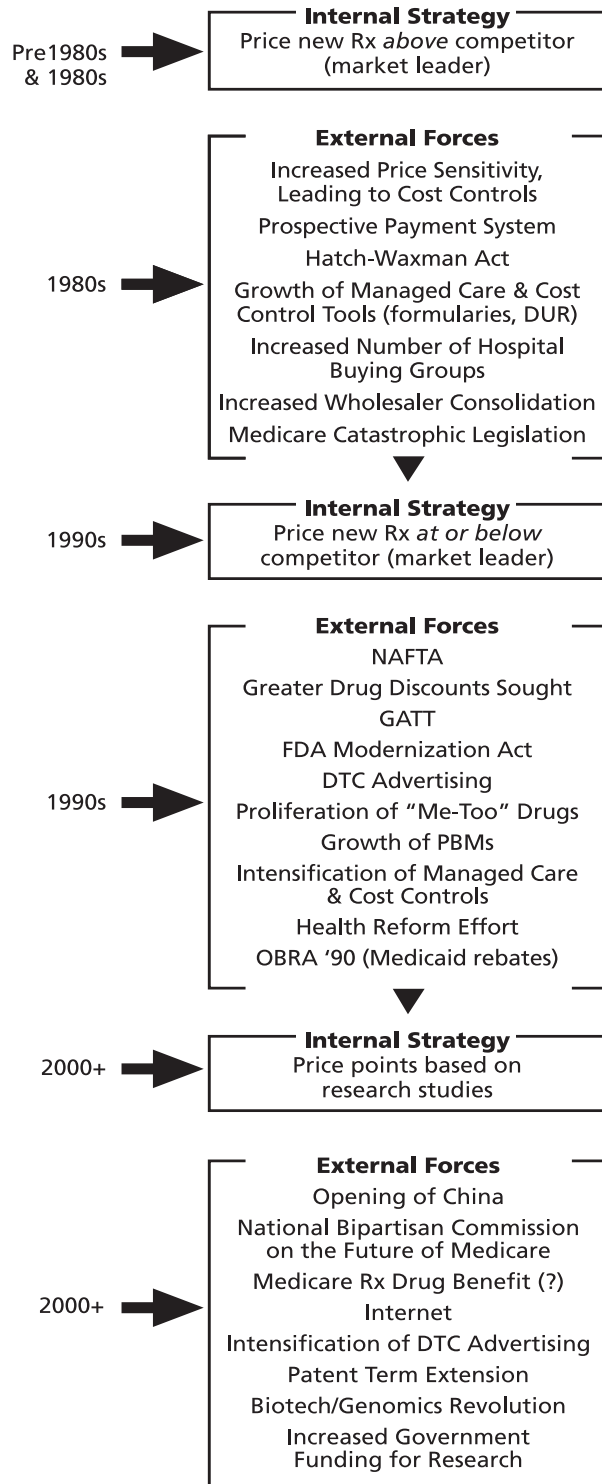 Internal Strategy
Pre1980s
& 1980s
Price new Rx above competitor
(market leader)
External Forces
1980s
Increased Price Sensitivity,
Leading to Cost Controls
Prospective Payment System
Hatch-Waxman Act
Growth of Managed Care & Cost
Control Tools (formularies, DUR)
Increased Number of Hospital
Buying Groups
Increased Wholesaler Consolidation
Medicare Catastrophic Legislation
Internal Strategy
1990s
Price new Rx at or below
competitor (market leader)
External Forces
1990s
NAFTA
Greater Drug Discounts Sought
GATT
FDA Modernization Act
DTC Advertising
Proliferation of “Me-Too” Drugs
Growth of PBMs
Intensification of Managed Care
& Cost Controls
Health Reform Effort
OBRA ‘90 (Medicaid rebates)
Internal Strategy
2000+
Price points based on
research studies
External Forces
2000+
Opening of China
National Bipartisan Commission
on the Future of Medicare
Medicare Rx Drug Benefit (?)
Internet
Intensification of DTC Advertising
Patent Term Extension
Biotech/Genomics Revolution
Increased Government
Funding for Research